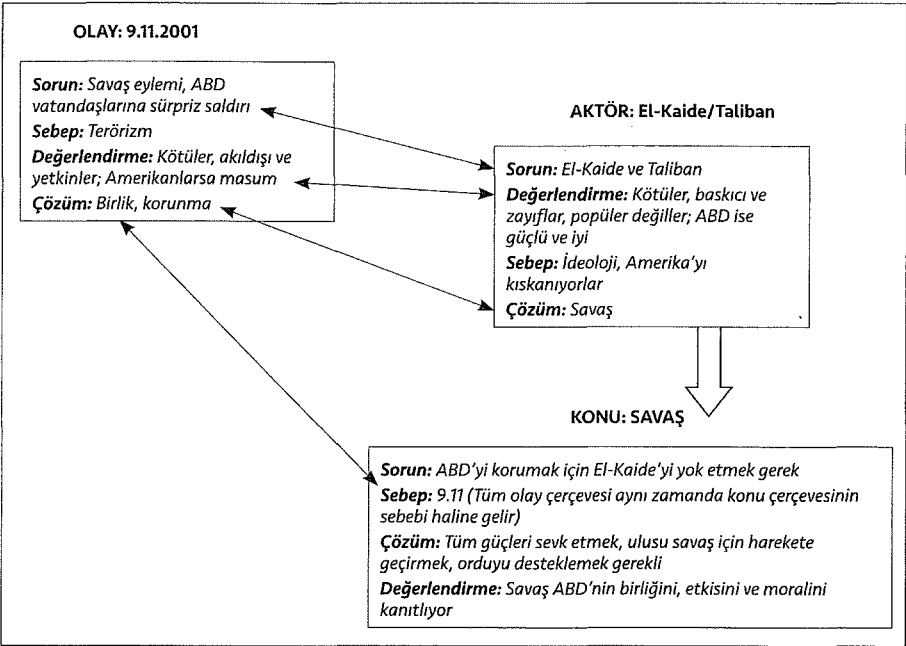 OLAY: 9.11.2001
Sorun: Savaş eylemi, ABD
vatandaşlarına sürpriz saldırı
Sebep: Terörizm
Değerlendirme: Kötüler, akıldışı ve
yetkinler; Amerikanlarsa masum
Çözüm: Birlik, korunma
AKTÖR: El-Kaide/Taliban
Sorun: El-Kaide ve Taliban
Değerlendirme: Kötüler, baskıcı ve
zayıflar, popüler değiller; ABD ise
güçlü ve iyi
Sebep: İdeoloji, Amerika'yı
kıskanıyorlar
Çözüm: Savaş
KONU: SAVAŞ
Sorun: ABD'yi korumak için El-Kaide'yi yok etmek gerek
Sebep: 9.11 (Tüm olay çerçevesi aynı zamanda konu çerçevesinin
sebebi haline gelir)
Çözüm: Tüm güçleri sevk etmek, ulusu savaş için harekete
geçirmek, orduyu desteklemek gerekli
Değerlendirme: Savaş ABD'nin birliğini, etkisini ve moralini
kanıtlıyor